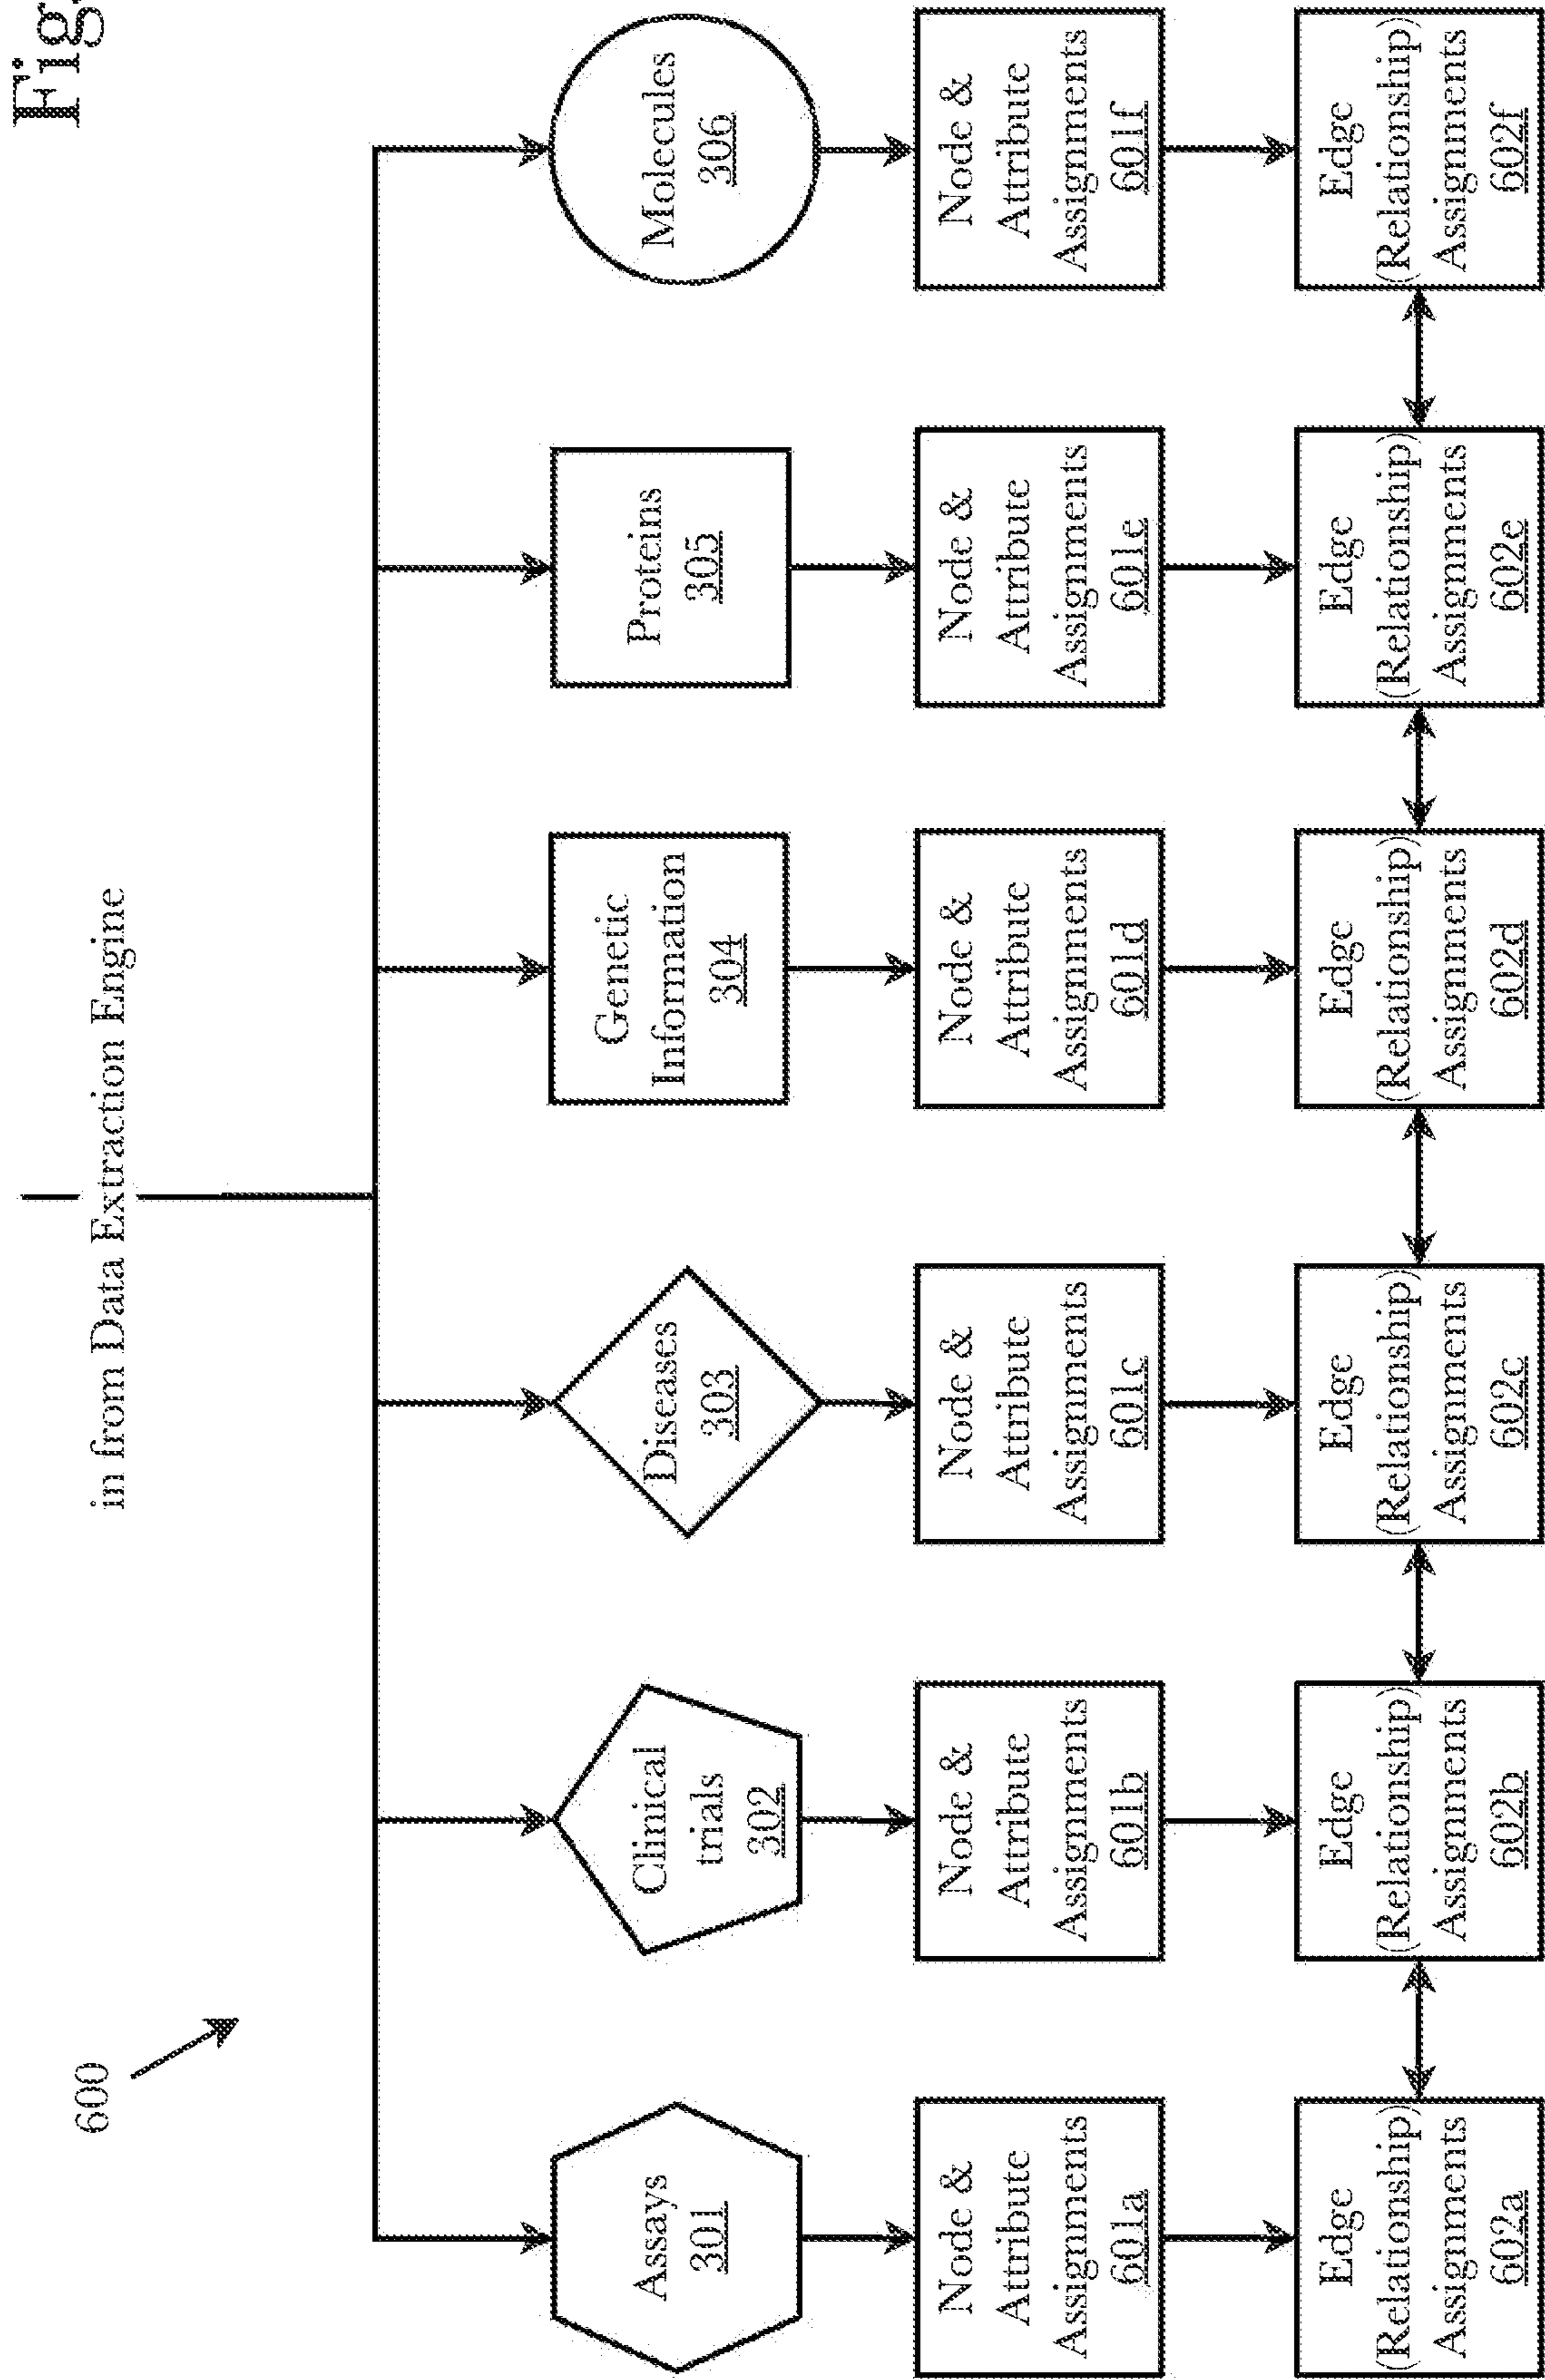 Fig.
600
in from Data Extraction Engine
Assays
301
Clinical
trials
302
Diseases
303
Genetic
Information
304
Proteins
305
Molecules
306
Node &
Attribute
Assignments
601a
Node &
Attribute
Assignments
601b
Node &
Attribute
Assignments
601c
Node &
Attribute
Assignments
601d
Node &
Attribute
Assignments
601e
Node &
Attribute
Assignments
601f
Edge
(Relationship)
Assignments
602a
Edge
(Relationship)
Assignments
602b
Edge
(Relationship)
Assignments
602c
Edge
(Relationship)
Assignments
602d
Edge
(Relationship)
Assignments
602e
Edge
(Relationship)
Assignments
602f